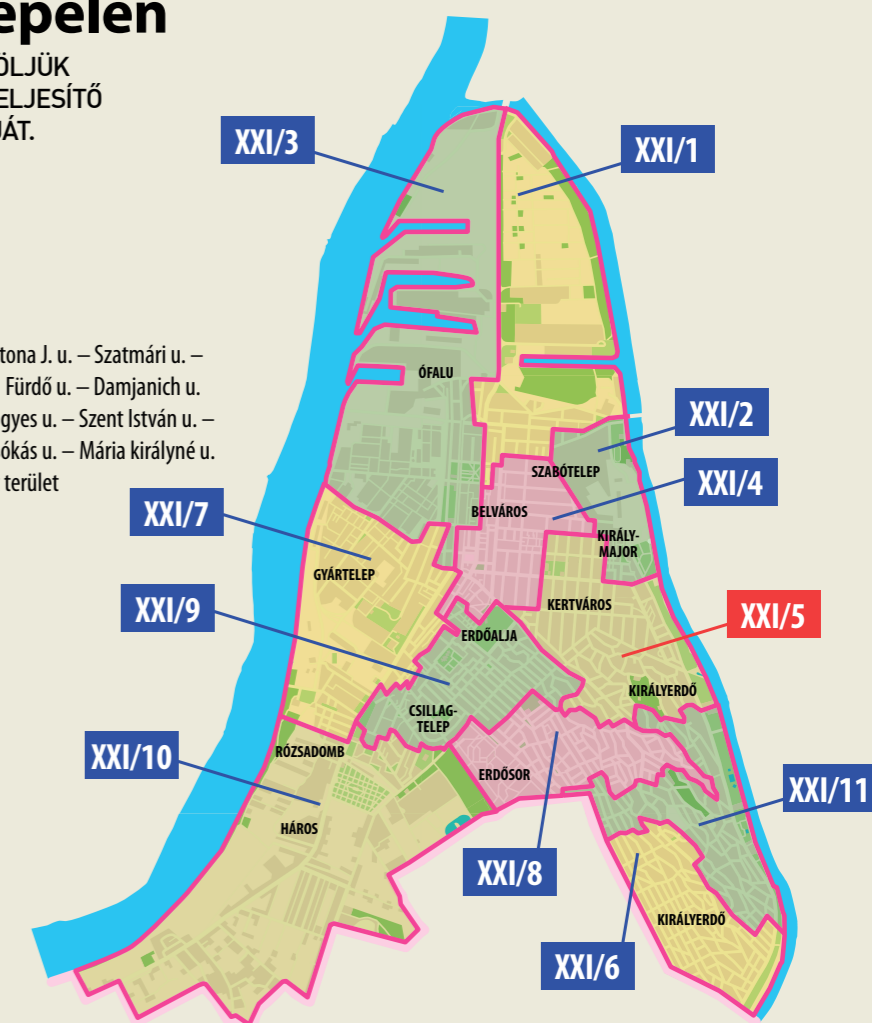 epelen
ÖLJÜK
ELJESÍTŐ
JÁT.
XXI/3
XXI/1
tona J. u. – Szatmári u. –
Fürdő u. – Damjanich u.
gyes u. – Szent István u. –
ókás u. – Mária királyné u.
terület
ÓFALU
XXI/2
SZABÓTELEP
XXI/4
BELVÁROS
XXI/7
KIRÁLY-
MAJOR
GYÁRTELEP
XXI/9
KERTVÁROS
XXI/5
ERDŐALJA
KIRÁLYERDŐ
CSILLAG-
TELEP
RÓZSADOMB
XXI/10
ERDŐSOR
XXI/11
HÁROS
XXI/8
KIRÁLYERDŐ
XXI/6